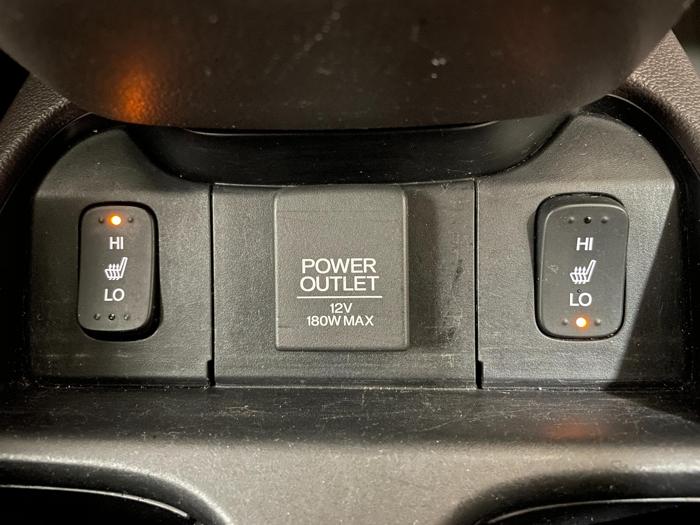 HI
LO
POWER
OUTLET
12V
180W MAX
HI
LO